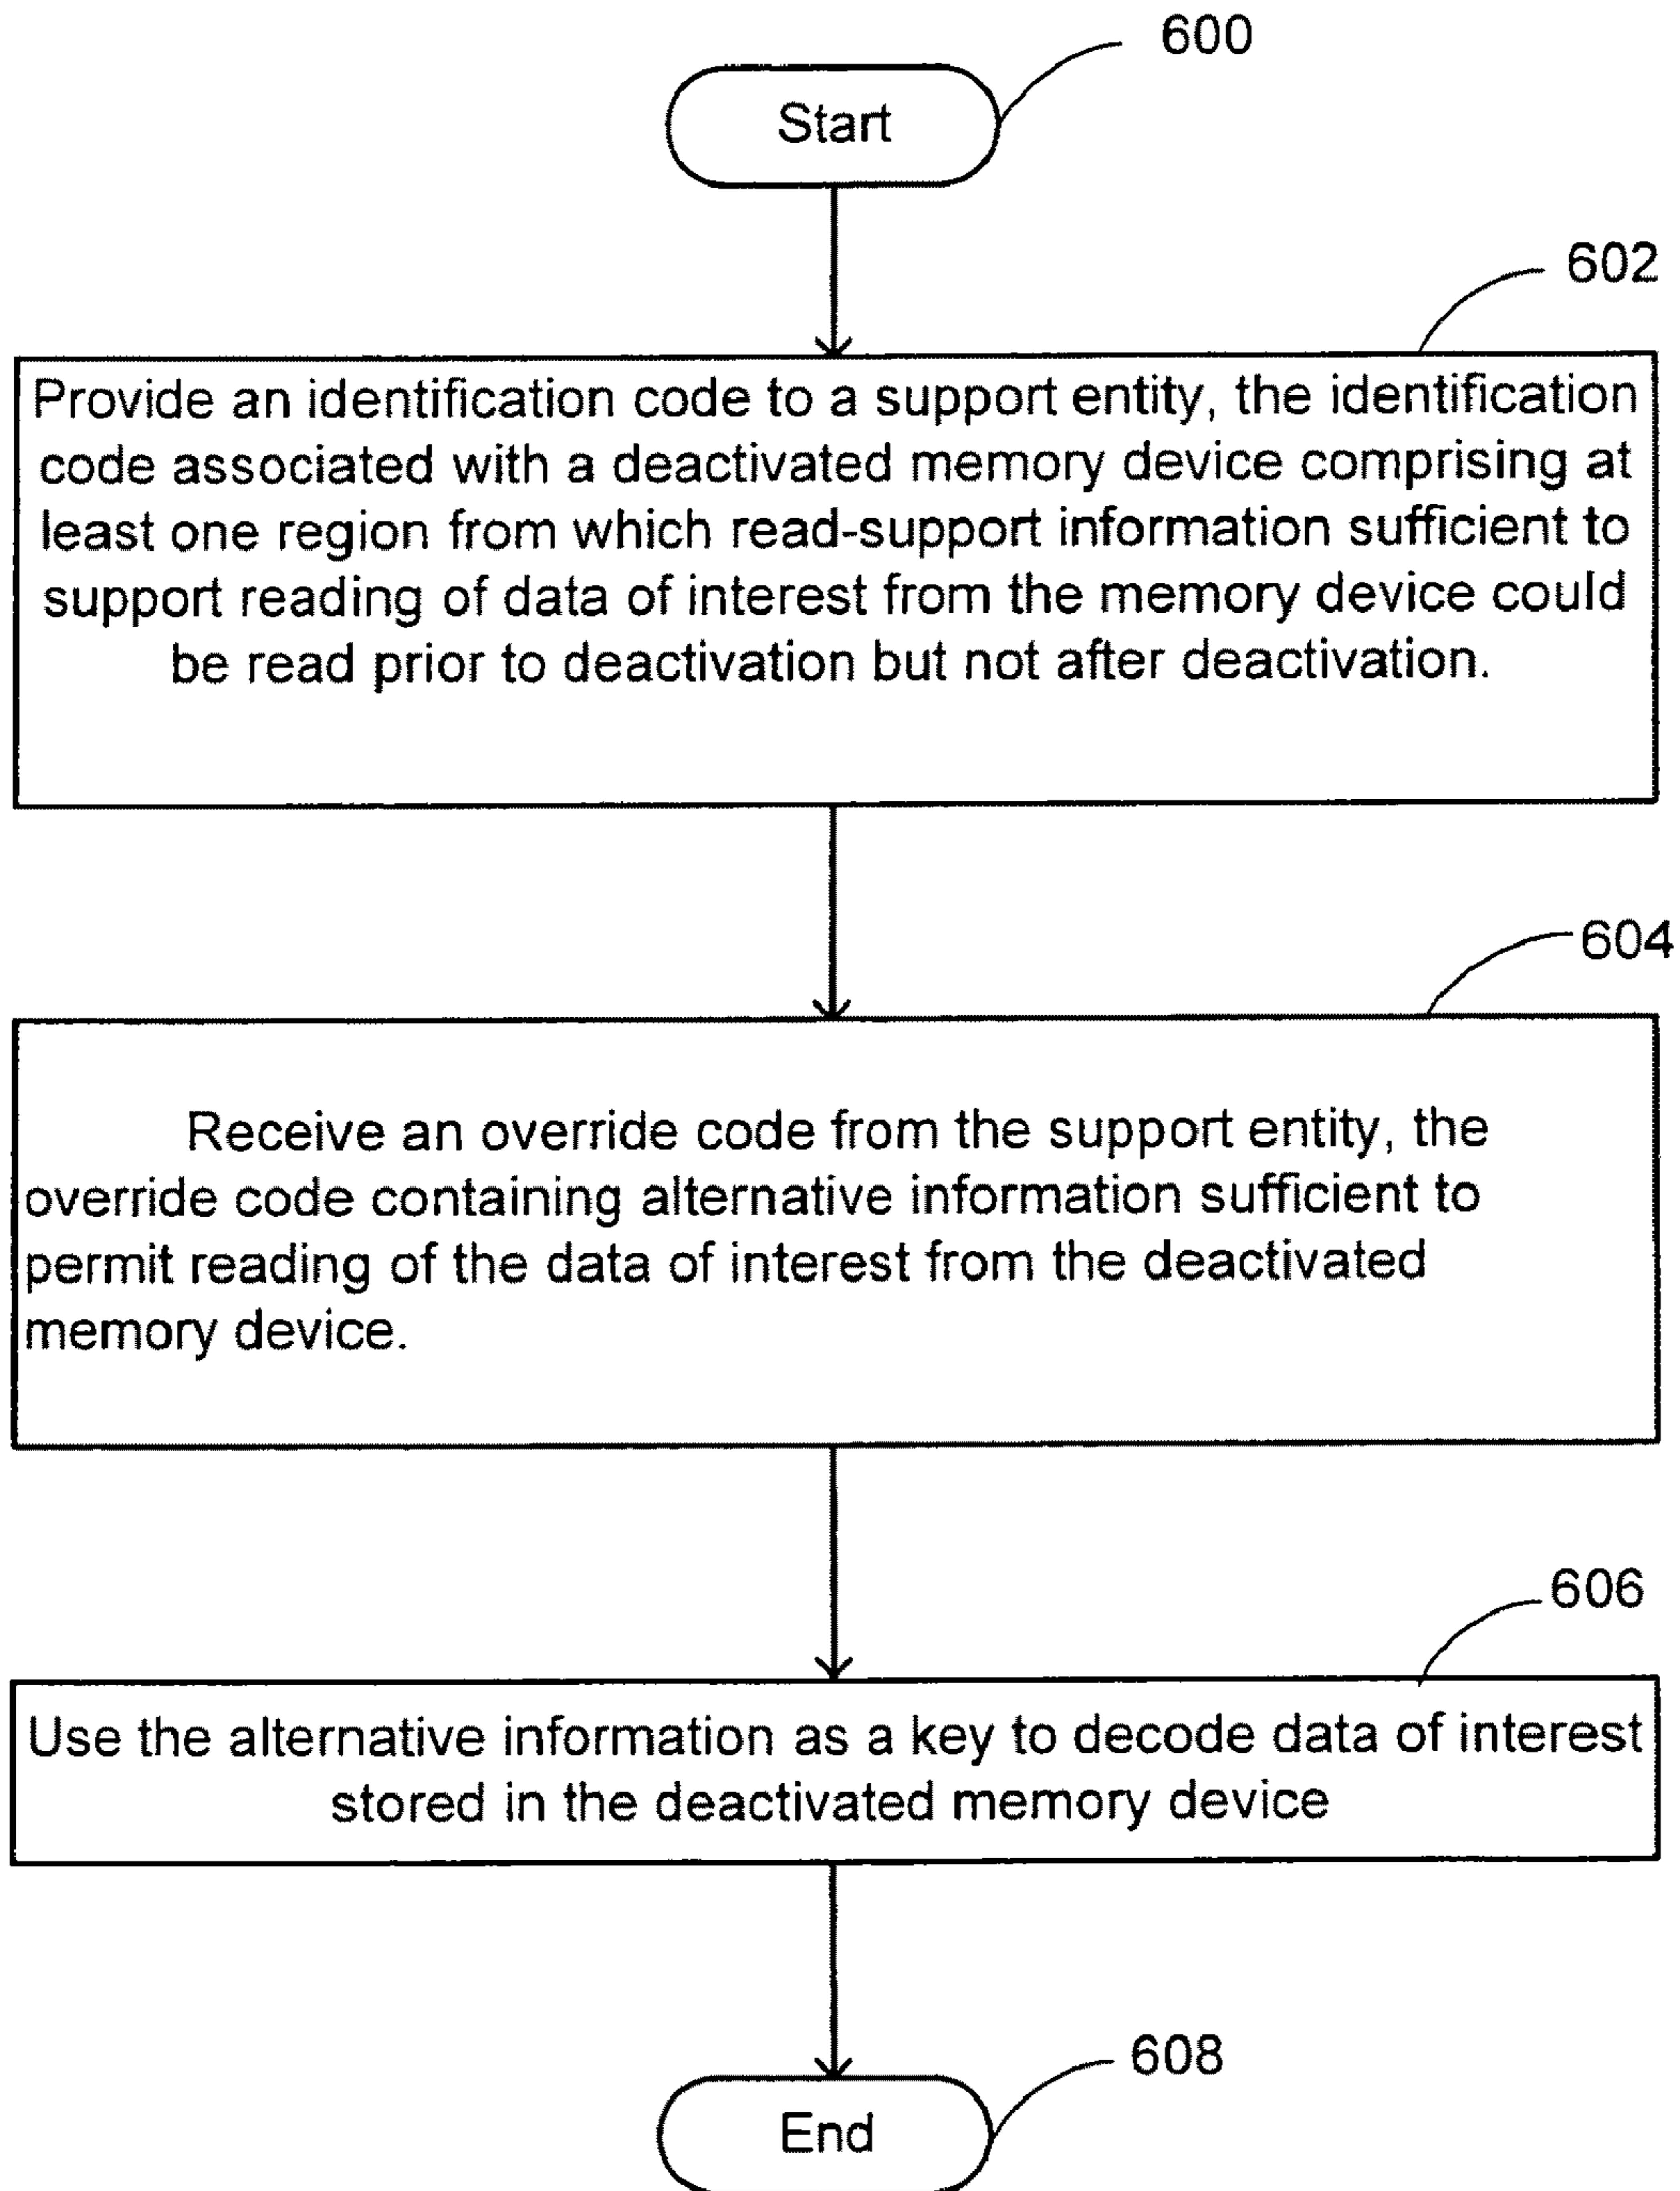 600
Start
602
Provide an identification code to a support entity, the identification
code associated with a deactivated memory device comprising at
least one region from which read-support information sufficient to
support reading of data of interest from the memory device could
be read prior to deactivation but not after deactivation.
604
Receive an override code from the support entity, the
override code containing alternative information sufficient to
permit reading of the data of interest from the deactivated
memory device.
606
Use the alternative information as a key to decode data of interest
stored in the deactivated memory device
608
End